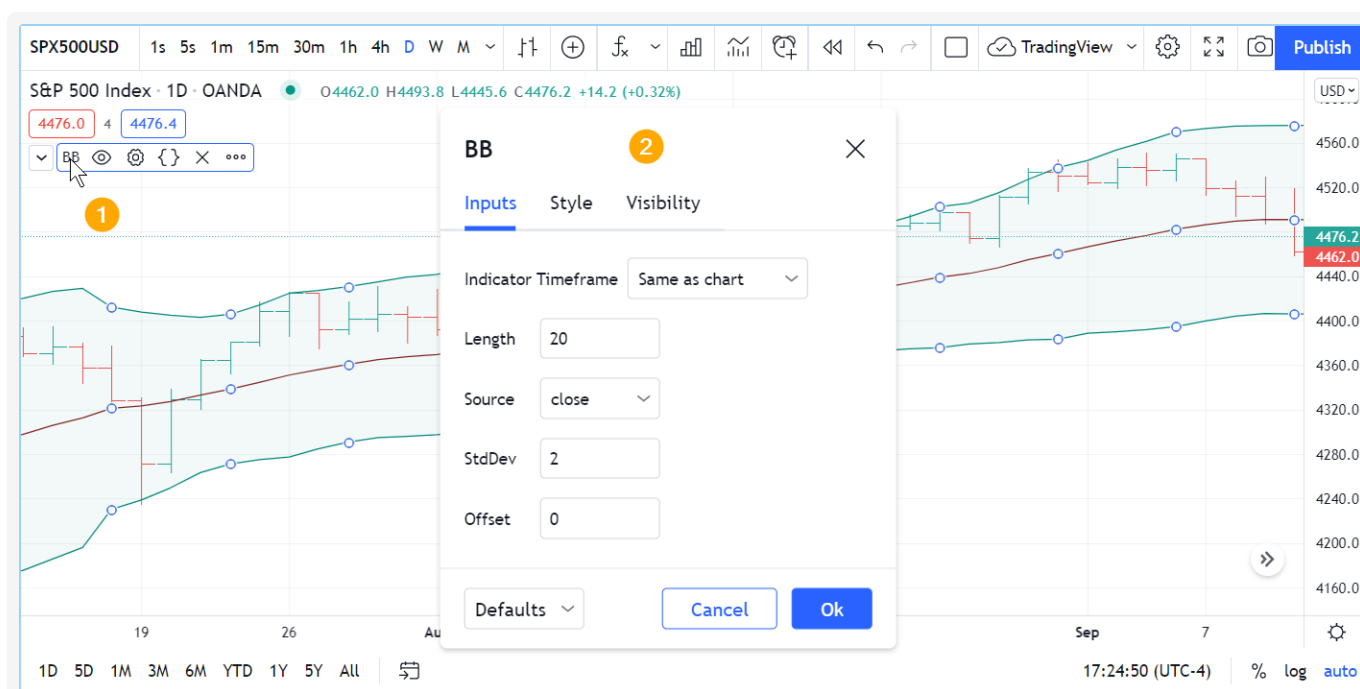 SPX500USD 1s 5s 1m 15m 30m 1h 4h D W M TradingView Publish
S&P 500 Index · 1D · OANDA O4462.0 H4493.8 L4445.6 C4476.2 +14.2 (+0.32%) USD
4476.0 4 4476.4
BB
1
BB 2
Inputs Style Visibility
Indicator Timeframe Same as chart
Length 20
Source close
StdDev 2
Offset 0
Defaults Cancel Ok
4560.0
4520.0
4476.2
4462.0
4440.0
4400.0
4360.0
4320.0
4280.0
4240.0
4200.0
4160.0
19 26 Au Sep 7
1D 5D 1M 3M 6M YTD 1Y 5Y All 17:24:50 (UTC-4) % log auto